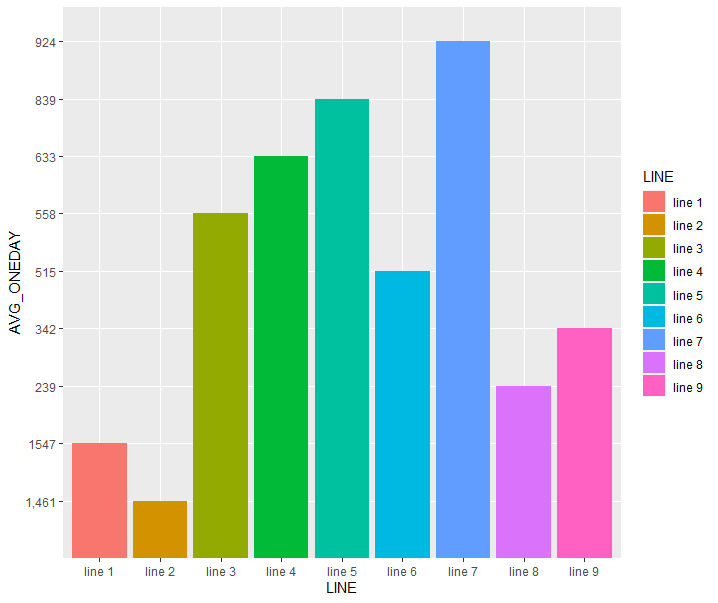 AVG_ONEDAY
924
839
633
558
515
342
239
1547
1,461
line 1
line 2
line 3
line 4
line 5
line 6
line 7
line 8
line 9
LINE
LINE
line 1
line 2
line 3
line 4
line 5
line 6
line 7
line 8
line 9